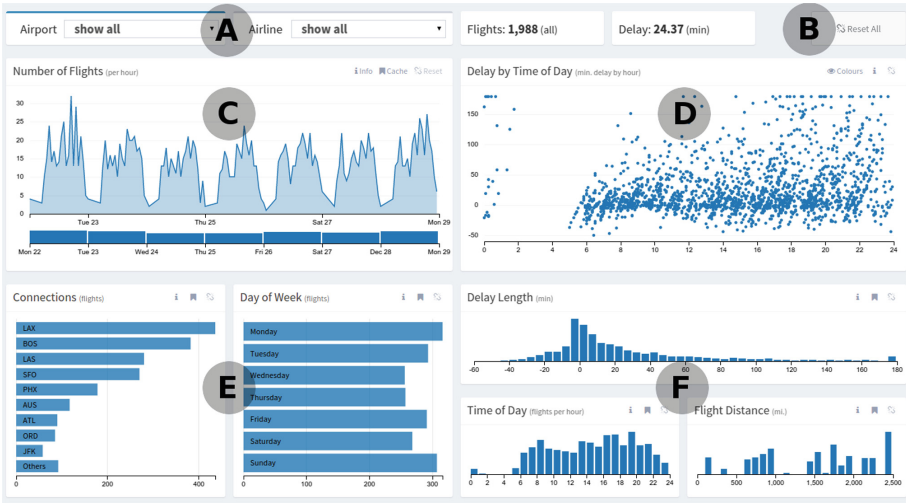 Airport show all A Airline show all Flights: 1,988 (all) Delay: 24.37 (min) B Reset All
Number of Flights (per hour) Info Cache Reset
C
30
25
20
15
10
5
0
Tue 23 Thu 25 Sat 27 Mon 29
Mon 22 Tue 23 Wed 24 Thu 25 Fri 26 Sat 27 Dec 28 Mon 29
Delay by Time of Day (min. delay by hour) Colours i
D
150
100
50
0
-50
0 2 4 6 8 10 12 14 16 18 20 22 24
Connections (flights) i
LAX
BOS
LAS
SFO
PHX
AUS
ATL
ORD
JFK
Others
0 200 400
E
Day of Week (flights) i
Monday
Tuesday
Wednesday
Thursday
Friday
Saturday
Sunday
0 100 200 300
Delay Length (min) i
-60 -40 -20 0 20 40 60 80 100 120 140 160 180
F
Time of Day (flights per hour) i
0 2 4 6 8 10 12 14 16 18 20 22 24
Flight Distance (mi.) i
0 500 1,000 1,500 2,000 2,500